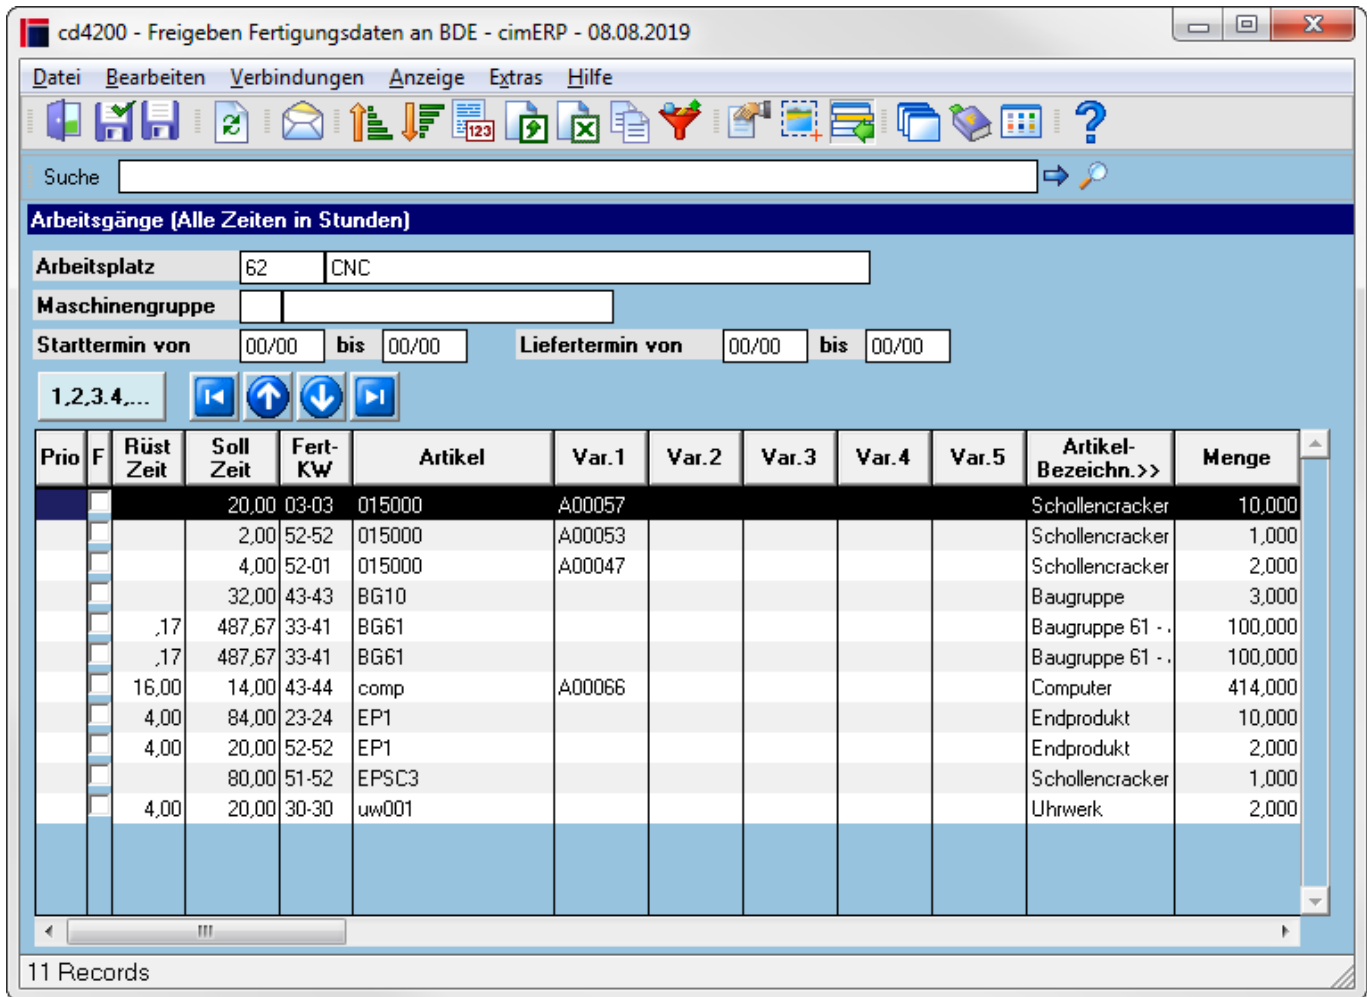 cd4200 - Freigeben Fertigungsdaten an BDE - cimERP - 08.08.2019
Datei Bearbeiten Verbindungen Anzeige Extras Hilfe
123
Suche
Arbeitsgänge (Alle Zeiten in Stunden)
Arbeitsplatz 62 CNC
Maschinengruppe
Starttermin von 00/00 bis 00/00 Liefertermin von 00/00 bis 00/00
1,2,3.4,...
Prio F Rüst Zeit Soll Zeit Fert-KW Artikel Var.1 Var.2 Var.3 Var.4 Var.5 Artikel-Bezeichn.>> Menge
20,00 03-03 015000 A00057 Schollencracker 10,000
2,00 52-52 015000 A00053 Schollencracker 1,000
4,00 52-01 015000 A00047 Schollencracker 2,000
32,00 43-43 BG10 Baugruppe 3,000
,17 487,67 33-41 BG61 Baugruppe 61 - 100,000
,17 487,67 33-41 BG61 Baugruppe 61 - 100,000
16,00 14,00 43-44 comp A00066 Computer 414,000
4,00 84,00 23-24 EP1 Endprodukt 10,000
4,00 20,00 52-52 EP1 Endprodukt 2,000
80,00 51-52 EPSC3 Schollencracker 1,000
4,00 20,00 30-30 uw001 Uhrwerk 2,000
11 Records